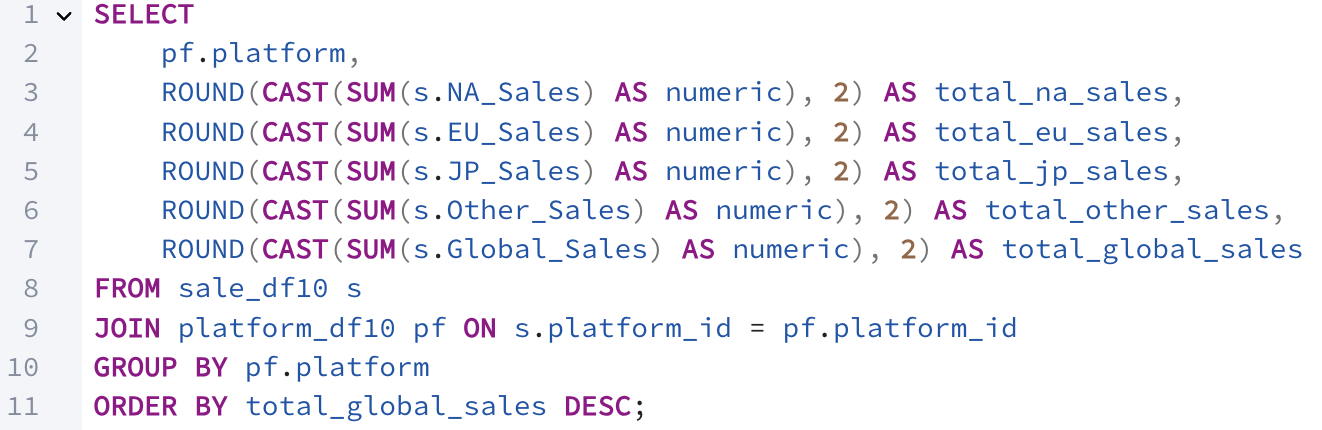 1 SELECT
2 pf.platform,
3 ROUND(CAST(SUM(s.NA_Sales) AS numeric), 2) AS total_na_sales,
4 ROUND(CAST(SUM(s.EU_Sales) AS numeric), 2) AS total_eu_sales,
5 ROUND(CAST(SUM(s.JP_Sales) AS numeric), 2) AS total_jp_sales,
6 ROUND(CAST(SUM(s.Other_Sales) AS numeric), 2) AS total_other_sales,
7 ROUND(CAST(SUM(s.Global_Sales) AS numeric), 2) AS total_global_sales
8 FROM sale_df10 s
9 JOIN platform_df10 pf ON s.platform_id = pf.platform_id
10 GROUP BY pf.platform
11 ORDER BY total_global_sales DESC;